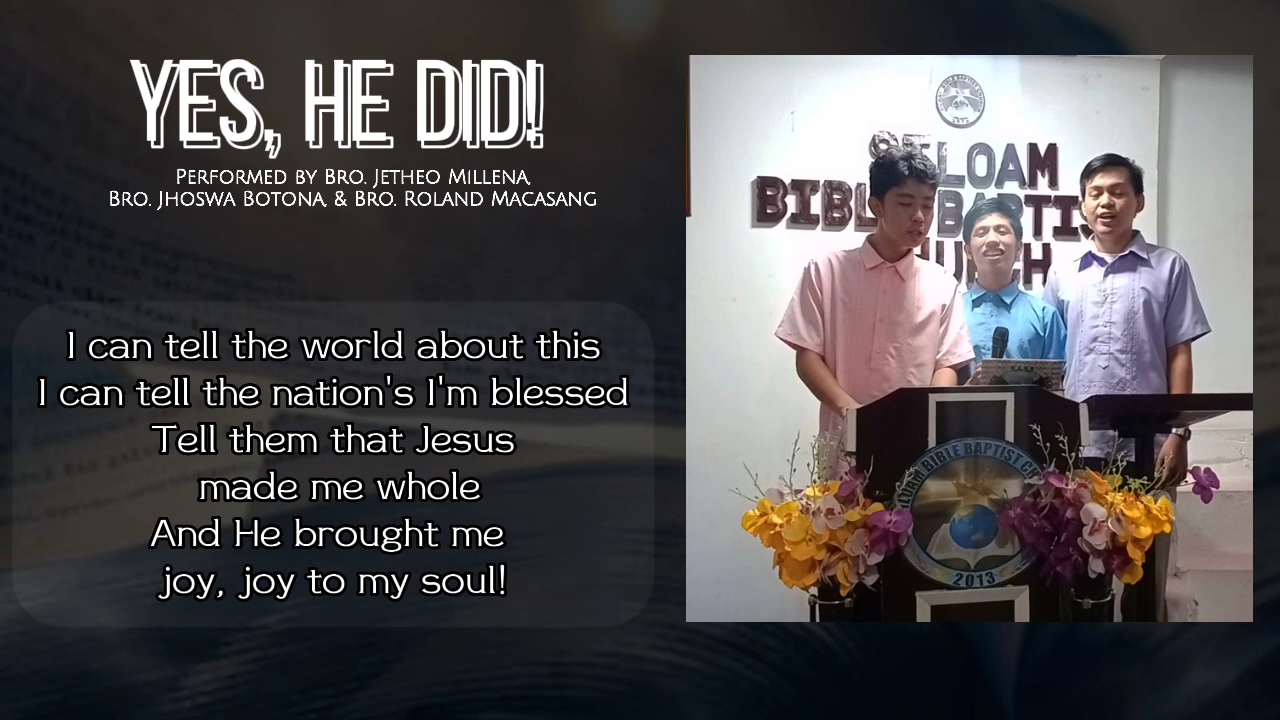 YES, HE DID!
PERFORMED BY BRO. JETHEO MILLENA,
BRO. JHOSWA BOTONA, & BRO. ROLAND MACASANG
I can tell the world about this
I can tell the nation's I'm blessed
Tell them that Jesus
made me whole
And He brought me
joy, joy to my soul!
LOAM
BIBLE BAPTIS
CH
BIBLE BAPTIST
2013